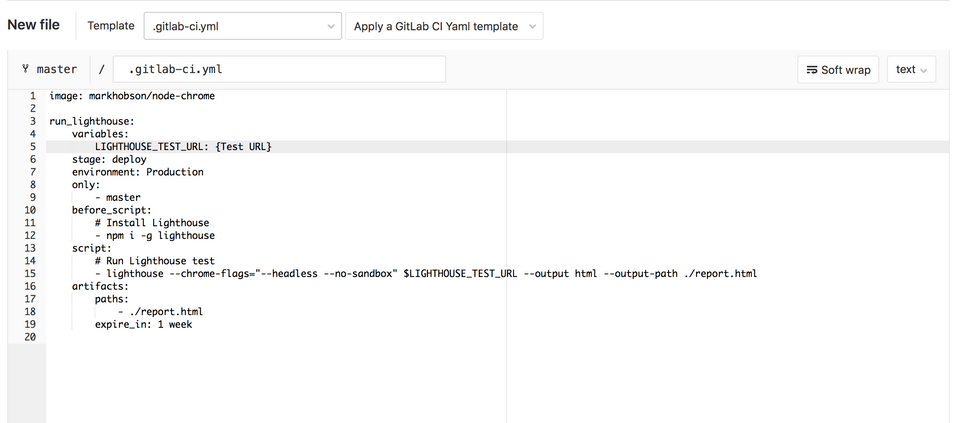 New file Template .gitlab-ci.yml Apply a GitLab CI Yaml template
master / .gitlab-ci.yml Soft wrap text
1 image: markhobson/node-chrome
2
3 run_lighthouse:
4     variables:
5         LIGHTHOUSE_TEST_URL: {Test URL}
6     stage: deploy
7     environment: Production
8     only:
9         - master
10     before_script:
11         # Install Lighthouse
12         - npm i -g lighthouse
13     script:
14         # Run Lighthouse test
15         - lighthouse --chrome-flags="--headless --no-sandbox" $LIGHTHOUSE_TEST_URL --output html --output-path ./report.html
16     artifacts:
17         paths:
18             - ./report.html
19         expire_in: 1 week
20